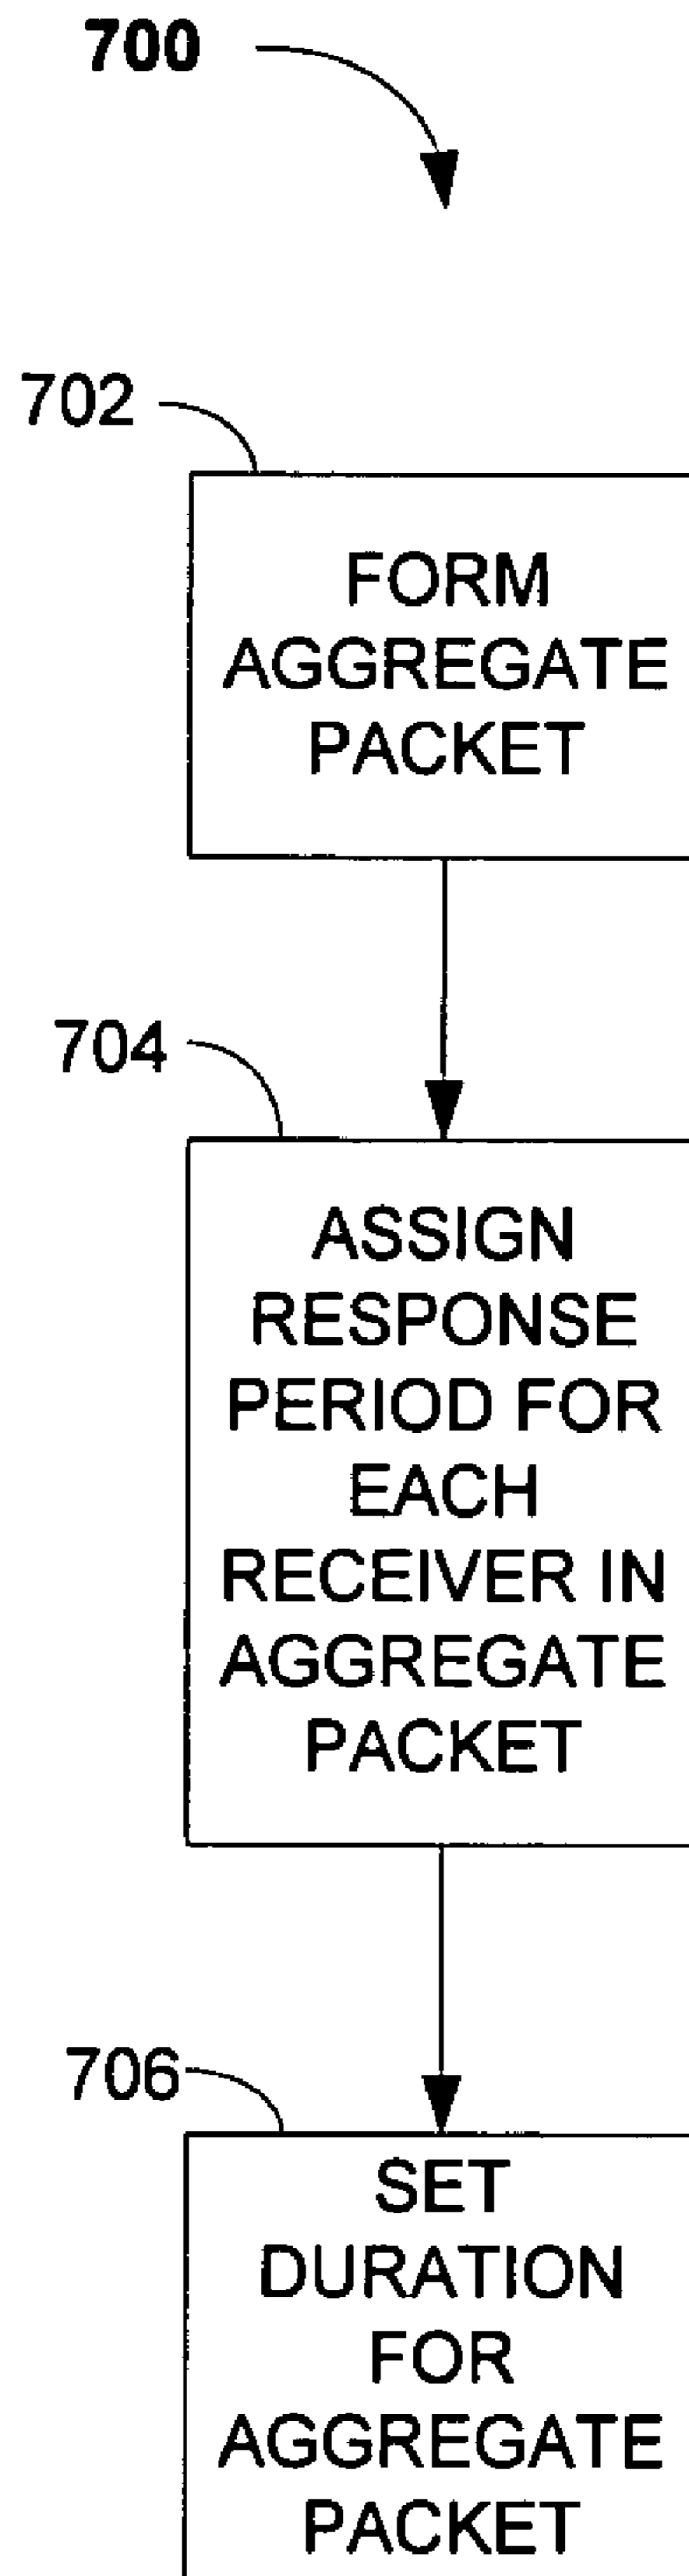 700
702
FORM
AGGREGATE
PACKET
704
ASSIGN
RESPONSE
PERIOD FOR
EACH
RECEIVER IN
AGGREGATE
PACKET
706
SET
DURATION
FOR
AGGREGATE
PACKET